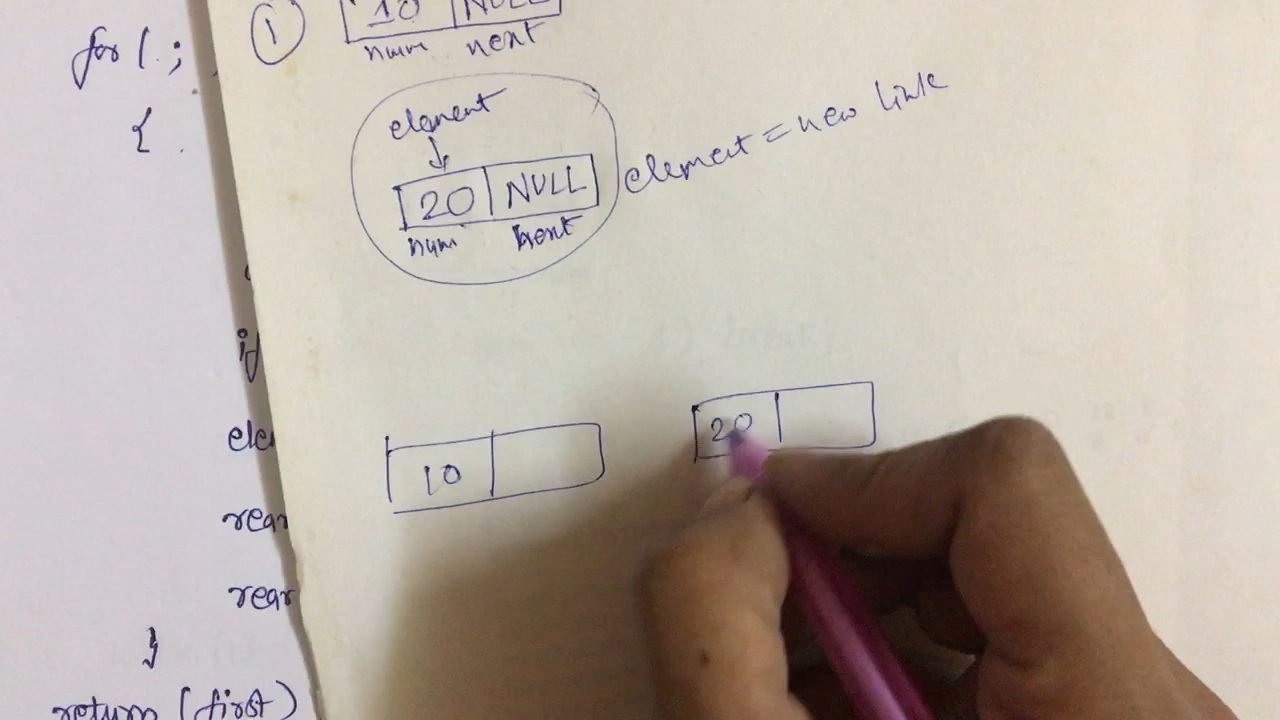 for ( ;
{
if
ele
rear
rear
}
return (first)
1 10 NULL
num next
element
20 NULL
num next
element = new link
10
20